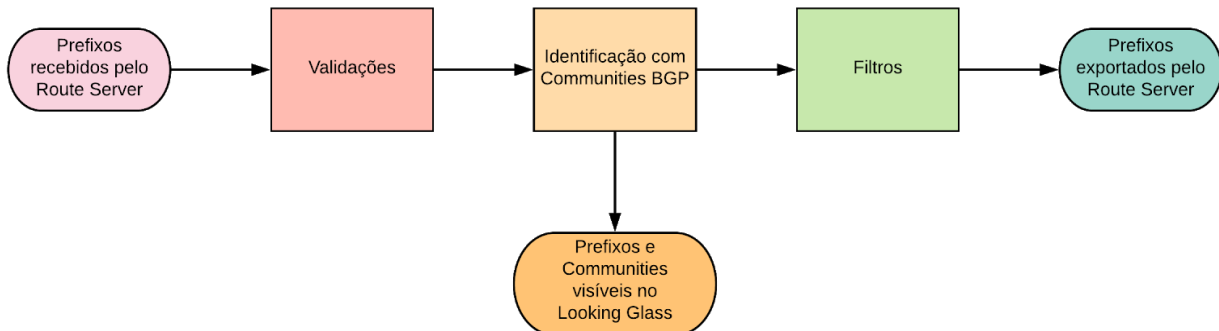 Prefixos
recebidos pelo
Route Server
Validações
Identificação com
Communities BGP
Filtros
Prefixos
exportados pelo
Route Server
Prefixos e
Communities
visíveis no
Looking Glass